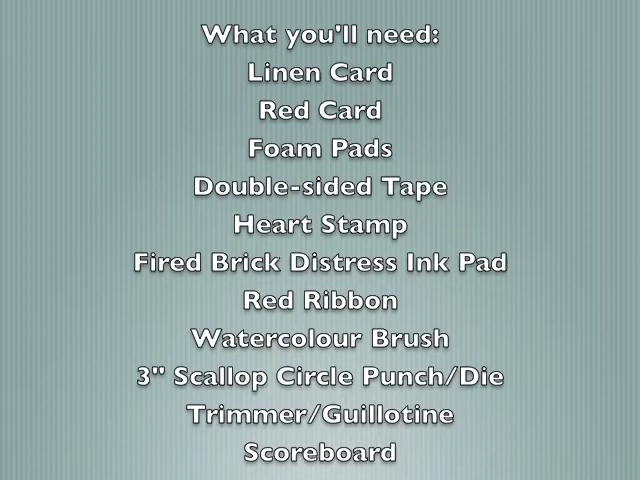 What you'll need:
Linen Card
Red Card
Foam Pads
Double-sided Tape
Heart Stamp
Fired Brick Distress Ink Pad
Red Ribbon
Watercolour Brush
3" Scallop Circle Punch/Die
Trimmer/Guillotine
Scoreboard